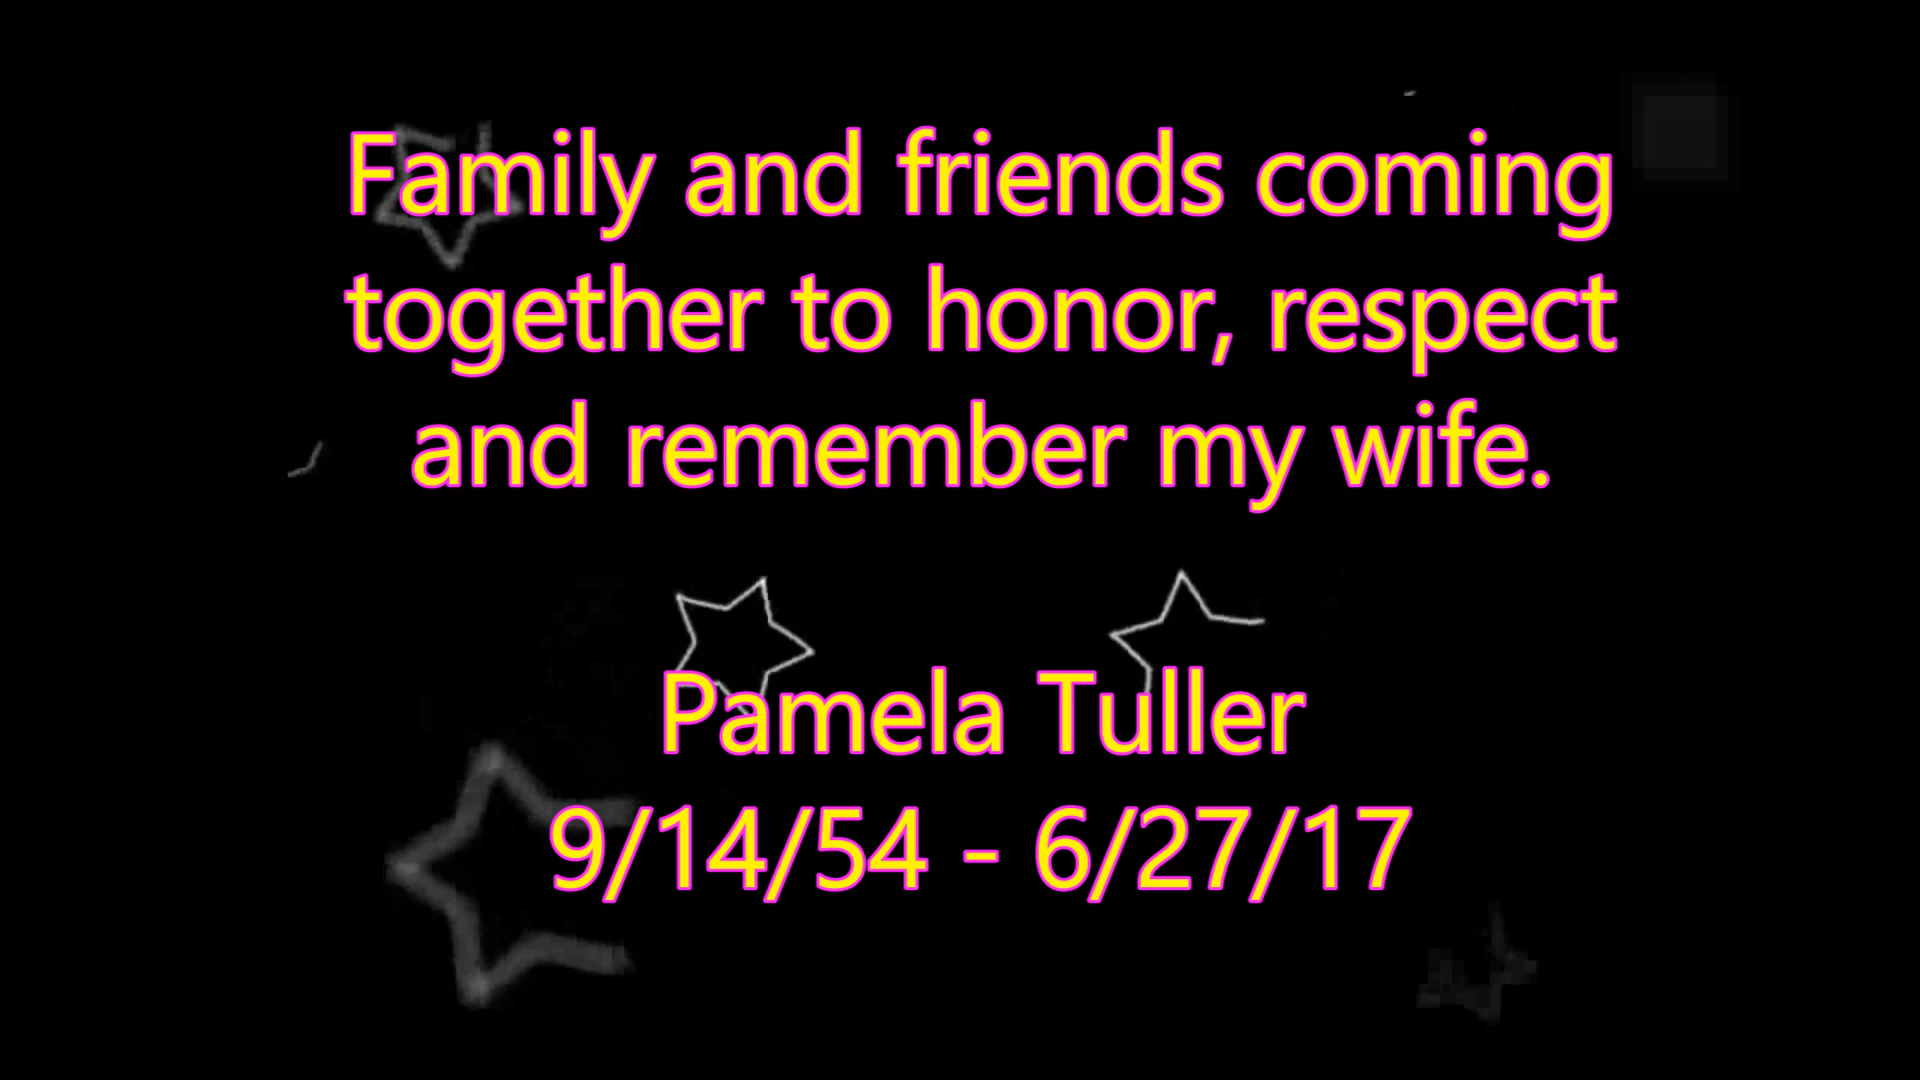 Family and friends coming
together to honor, respect
and remember my wife.
Pamela Tuller
9/14/54 - 6/27/17